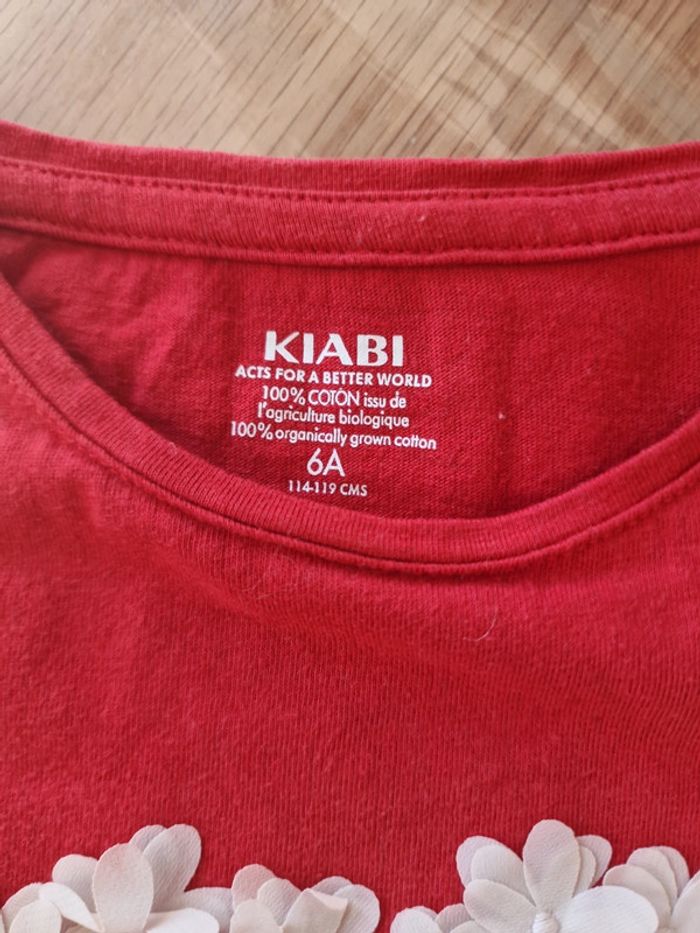 KIABI
ACTS FOR A BETTER WORLD
100% COTON issu de
l'agriculture biologique
100% organically grown cotton
6A
114-119 CMS